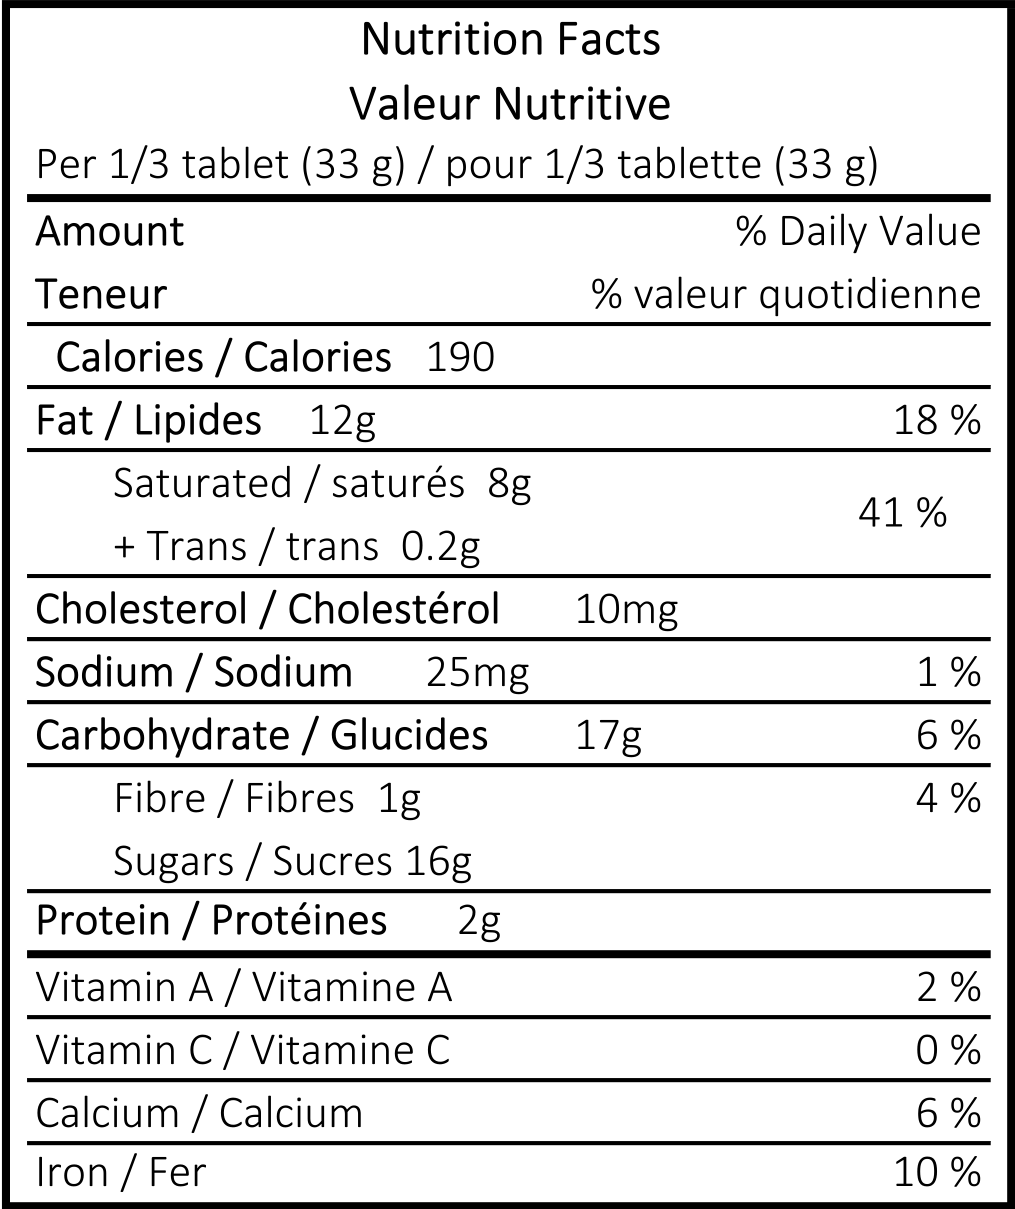 Nutrition Facts
Valeur Nutritive
Per 1/3 tablet (33 g) / pour 1/3 tablette (33 g)
Amount % Daily Value
Teneur % valeur quotidienne
Calories / Calories 190
Fat / Lipides 12g 18 %
Saturated / saturés 8g
41 %
+ Trans / trans 0.2g
Cholesterol / Cholestérol 10mg
Sodium / Sodium 25mg 1 %
Carbohydrate / Glucides 17g 6 %
Fibre / Fibres 1g 4 %
Sugars / Sucres 16g
Protein / Protéines 2g
Vitamin A / Vitamine A 2 %
Vitamin C / Vitamine C 0 %
Calcium / Calcium 6 %
Iron / Fer 10 %